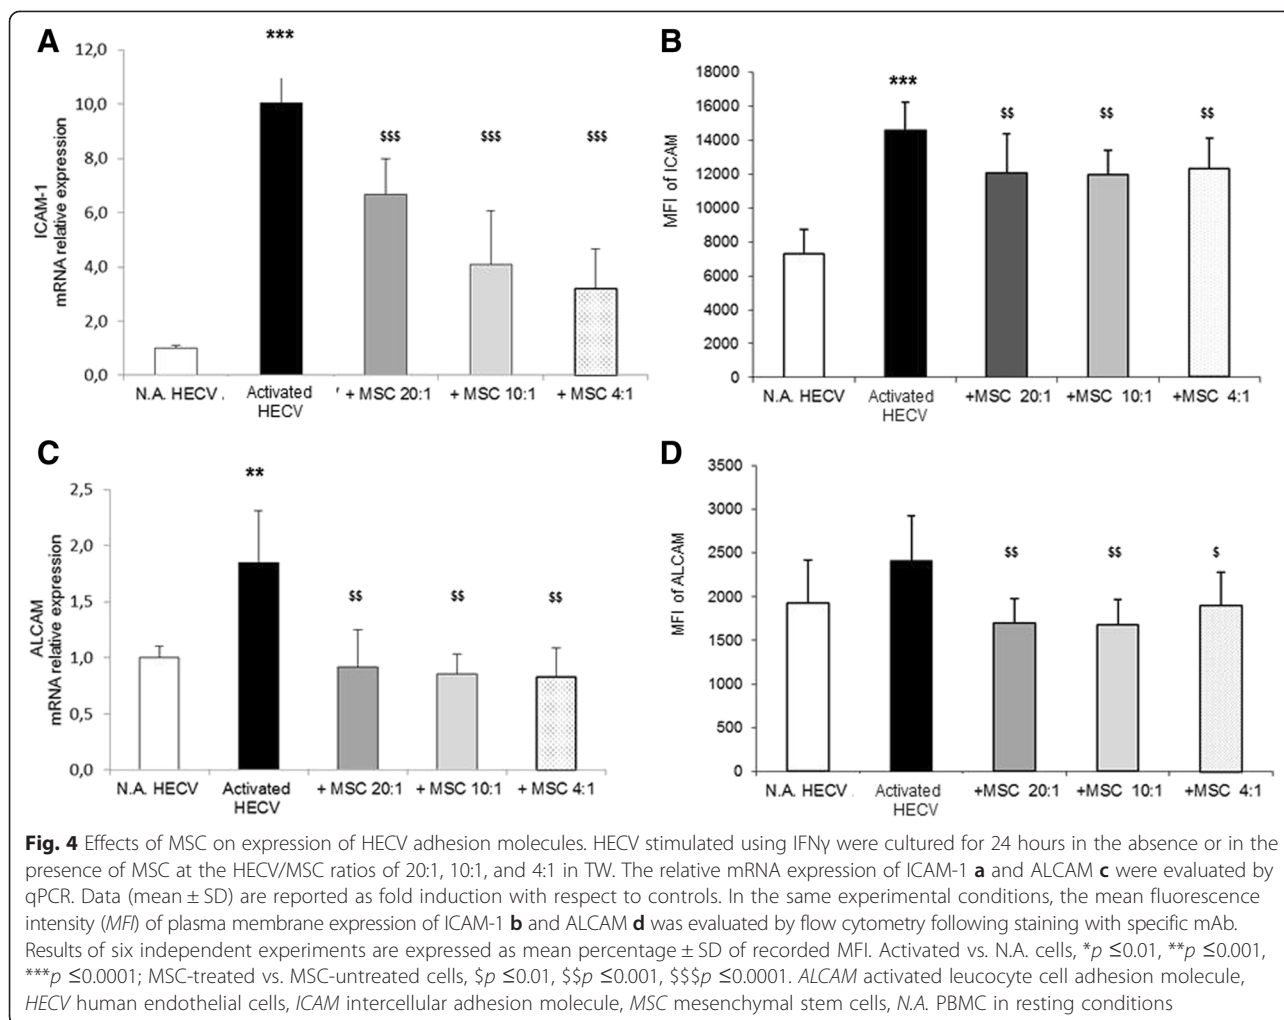 A
12,0
10,0
8,0
6,0
4,0
2,0
0,0
ICAM-1
mRNA relative expression
***
$$$
$$$
$$$
N.A. HECV .
Activated
HECV
' + MSC 20:1
+ MSC 10:1
+ MSC 4:1
B
18000
16000
14000
12000
10000
8000
6000
4000
2000
0
MFI of ICAM
***
$$
$$
$$
N.A. HECV
Activated
HECV
+MSC 20:1
+MSC 10:1
+MSC 4:1
C
2,5
2,0
1,5
1,0
0,5
0,0
ALCAM
mRNA relative expression
**
$$
$$
$$
N.A. HECV
Activated
HECV
+ MSC 20:1
+ MSC 10:1
+ MSC 4:1
D
3500
3000
2500
2000
1500
1000
500
0
MFI of ALCAM
$$
$$
$
N.A. HECV
Activated
HECV
+MSC 20:1
+MSC 10:1
+MSC 4:1
Fig. 4 Effects of MSC on expression of HECV adhesion molecules. HECV stimulated using IFNγ were cultured for 24 hours in the absence or in the
presence of MSC at the HECV/MSC ratios of 20:1, 10:1, and 4:1 in TW. The relative mRNA expression of ICAM-1 a and ALCAM c were evaluated by
qPCR. Data (mean ± SD) are reported as fold induction with respect to controls. In the same experimental conditions, the mean fluorescence
intensity (MFI) of plasma membrane expression of ICAM-1 b and ALCAM d was evaluated by flow cytometry following staining with specific mAb.
Results of six independent experiments are expressed as mean percentage ± SD of recorded MFI. Activated vs. N.A. cells, *p ≤0.01, **p ≤0.001,
***p ≤0.0001; MSC-treated vs. MSC-untreated cells, $p ≤0.01, $$p ≤0.001, $$$p ≤0.0001. ALCAM activated leucocyte cell adhesion molecule,
HECV human endothelial cells, ICAM intercellular adhesion molecule, MSC mesenchymal stem cells, N.A. PBMC in resting conditions